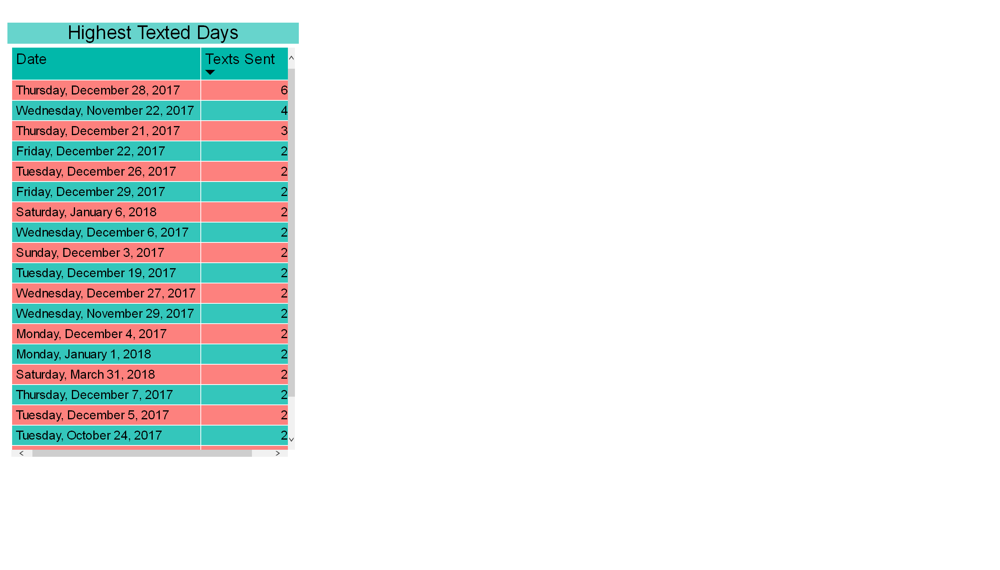 Highest Texted Days
Date Texts Sent
Thursday, December 28, 2017 6
Wednesday, November 22, 2017 4
Thursday, December 21, 2017 3
Friday, December 22, 2017 2
Tuesday, December 26, 2017 2
Friday, December 29, 2017 2
Saturday, January 6, 2018 2
Wednesday, December 6, 2017 2
Sunday, December 3, 2017 2
Tuesday, December 19, 2017 2
Wednesday, December 27, 2017 2
Wednesday, November 29, 2017 2
Monday, December 4, 2017 2
Monday, January 1, 2018 2
Saturday, March 31, 2018 2
Thursday, December 7, 2017 2
Tuesday, December 5, 2017 2
Tuesday, October 24, 2017 2